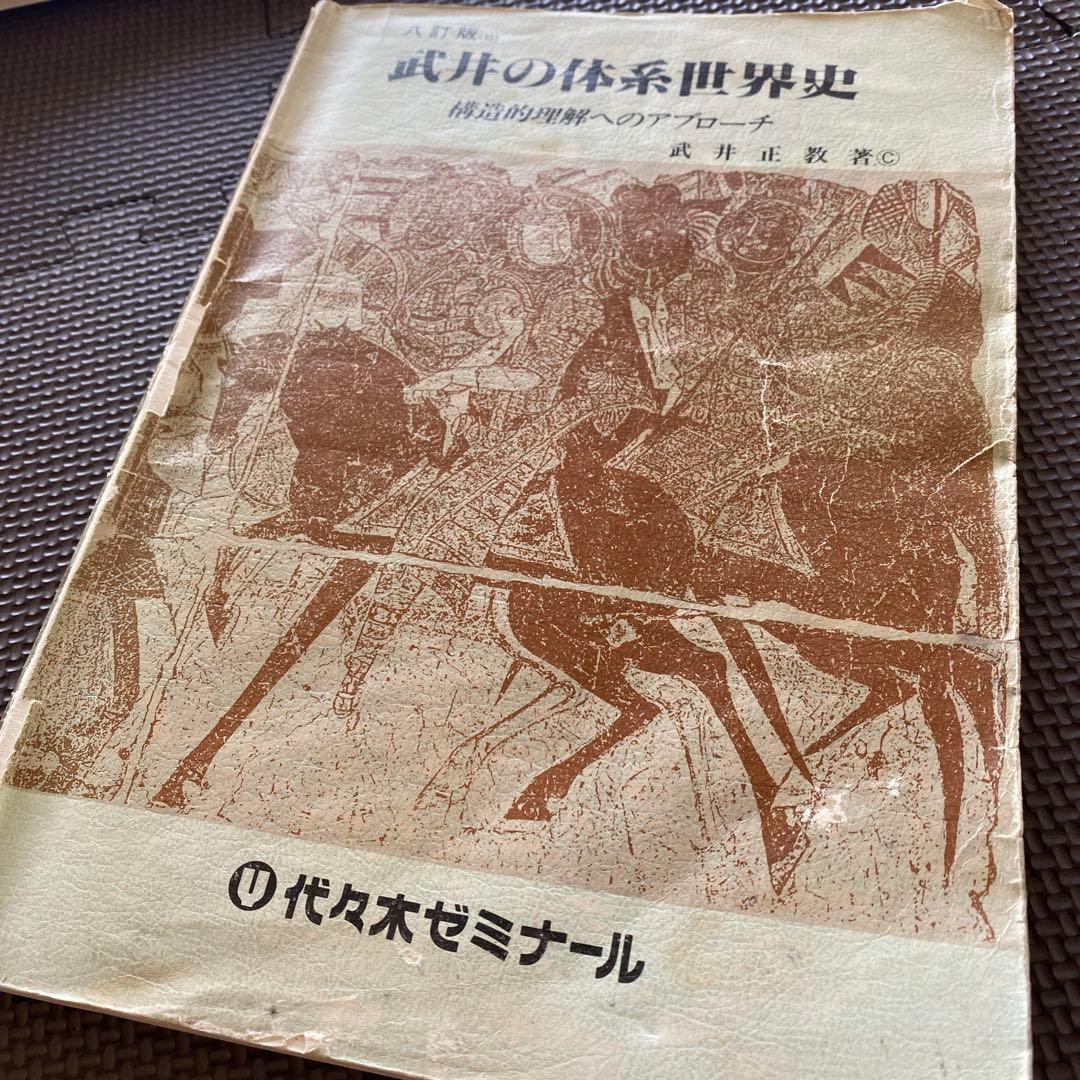 八訂版
武井の体系世界史
構造的理解へのアプローチ
武井正教著Ⓒ
代々木ゼミナール